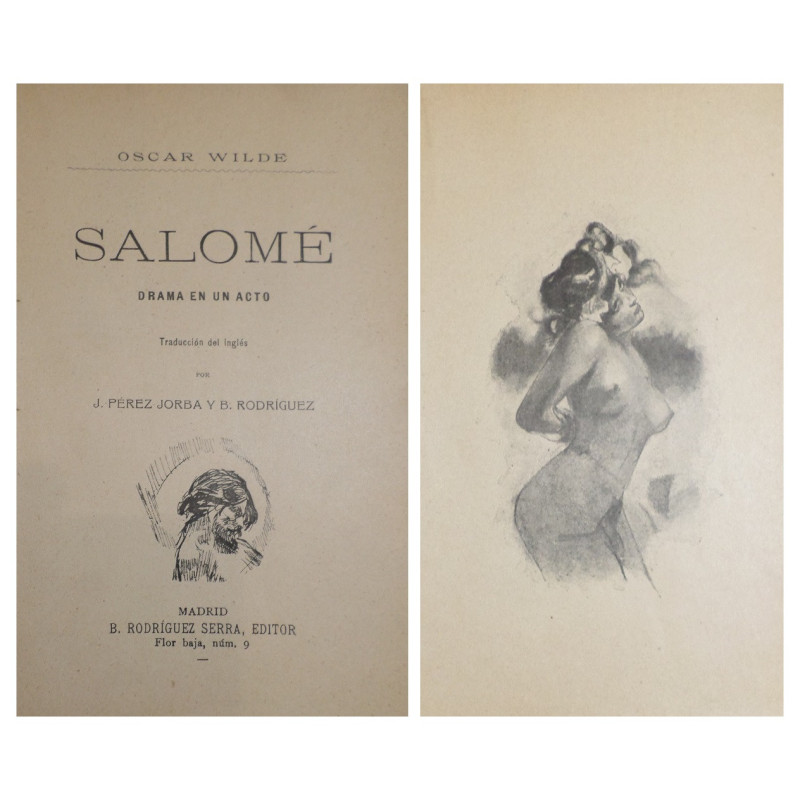 OSCAR WILDE
SALOMÉ
DRAMA EN UN ACTO
Traducción del Inglés
POR
J. PÉREZ JORBA Y B. RODRÍGUEZ
MADRID
B. RODRÍGUEZ SERRA, EDITOR
Flor baja, núm. 9